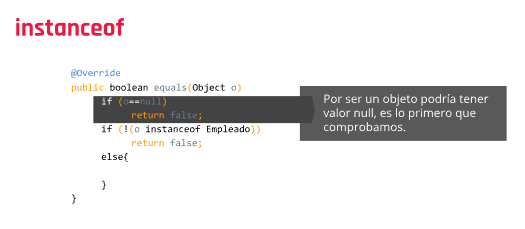 instanceof
@Override
public boolean equals(Object o)
if (o==null)
return false;
if (!(o instanceof Empleado))
return false;
else{
}
}
Por ser un objeto podría tener
valor null, es lo primero que
comprobamos.